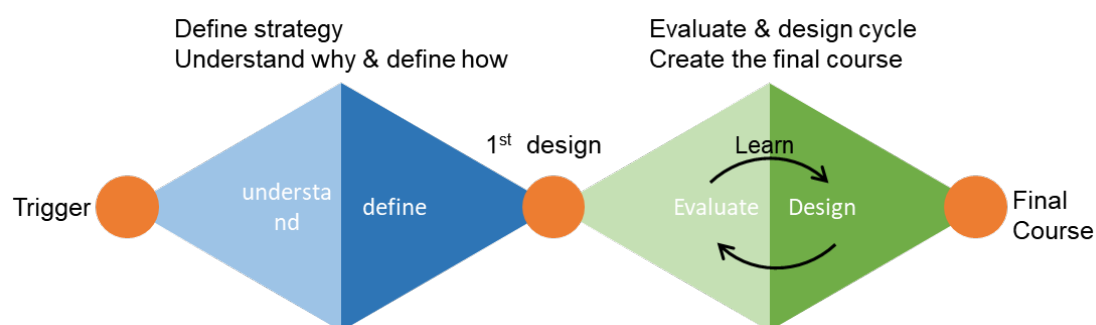 Define strategy
Understand why & define how
Evaluate & design cycle
Create the final course
1st design
Learn
Trigger
understa
nd
define
Evaluate
Design
Final
Course